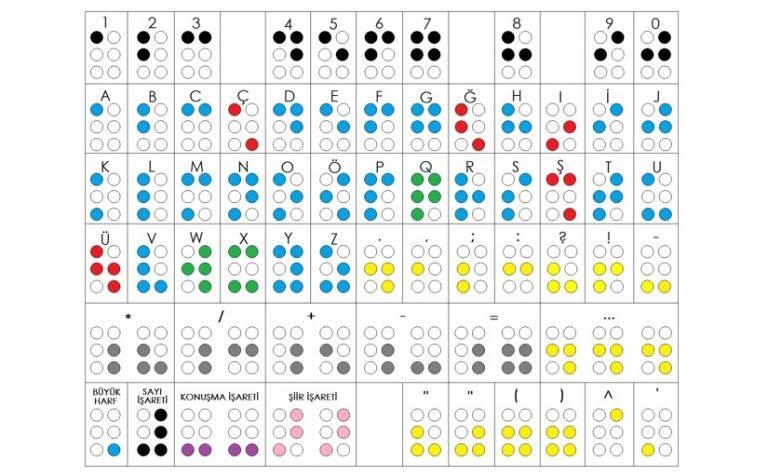 1 2 3 4 5 6 7 8 9 0
A B C Ç D E F G Ğ H I İ J
K L M N O Ö P Q R S Ş T U
Ü V W X Y Z . , ; : ? ! -
* / + - = ...
BÜYÜK HARF SAYI İŞARETİ KONUŞMA İŞARETİ ŞİİR İŞARETİ " " ( ) ^ '